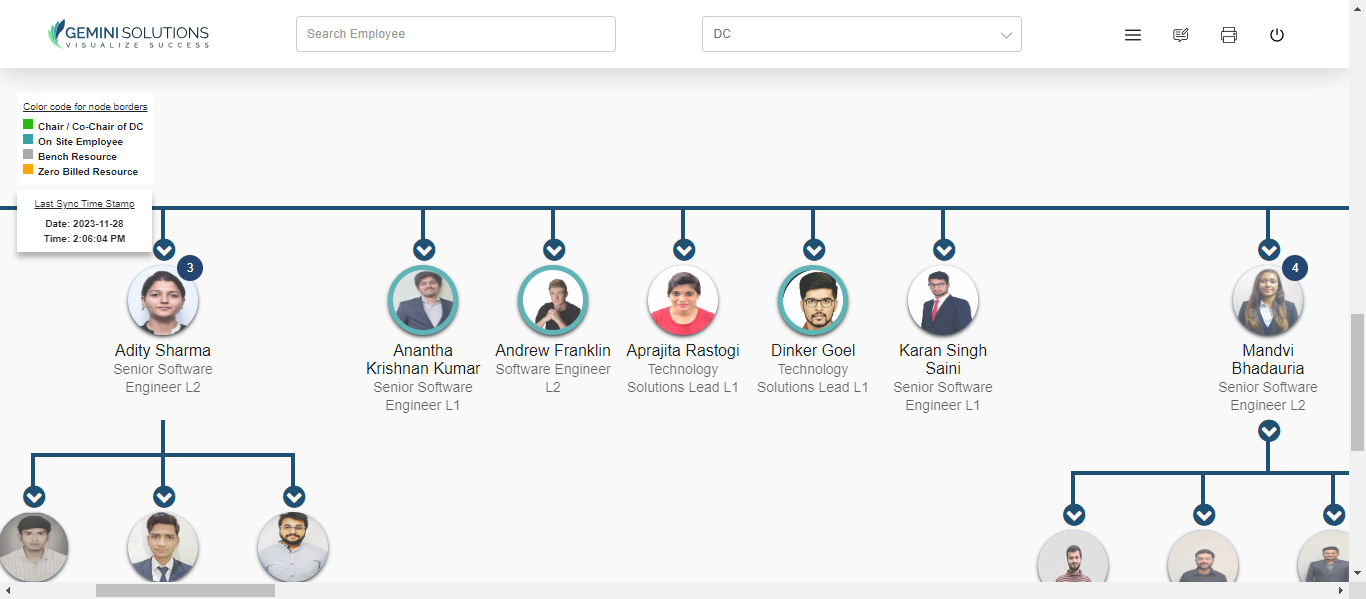 GEMINI SOLUTIONS
VISUALIZE SUCCESS
Search Employee
DC
Color code for node borders
Chair / Co-Chair of DC
On Site Employee
Bench Resource
Zero Billed Resource
Last Sync Time Stamp
Date: 2023-11-28
Time: 2:06:04 PM
3
Adity Sharma
Senior Software
Engineer L2
Anantha
Krishnan Kumar
Senior Software
Engineer L1
Andrew Franklin
Software Engineer
L2
Aprajita Rastogi
Technology
Solutions Lead L1
Dinker Goel
Technology
Solutions Lead L1
Karan Singh
Saini
Senior Software
Engineer L1
4
Mandvi
Bhadauria
Senior Software
Engineer L2